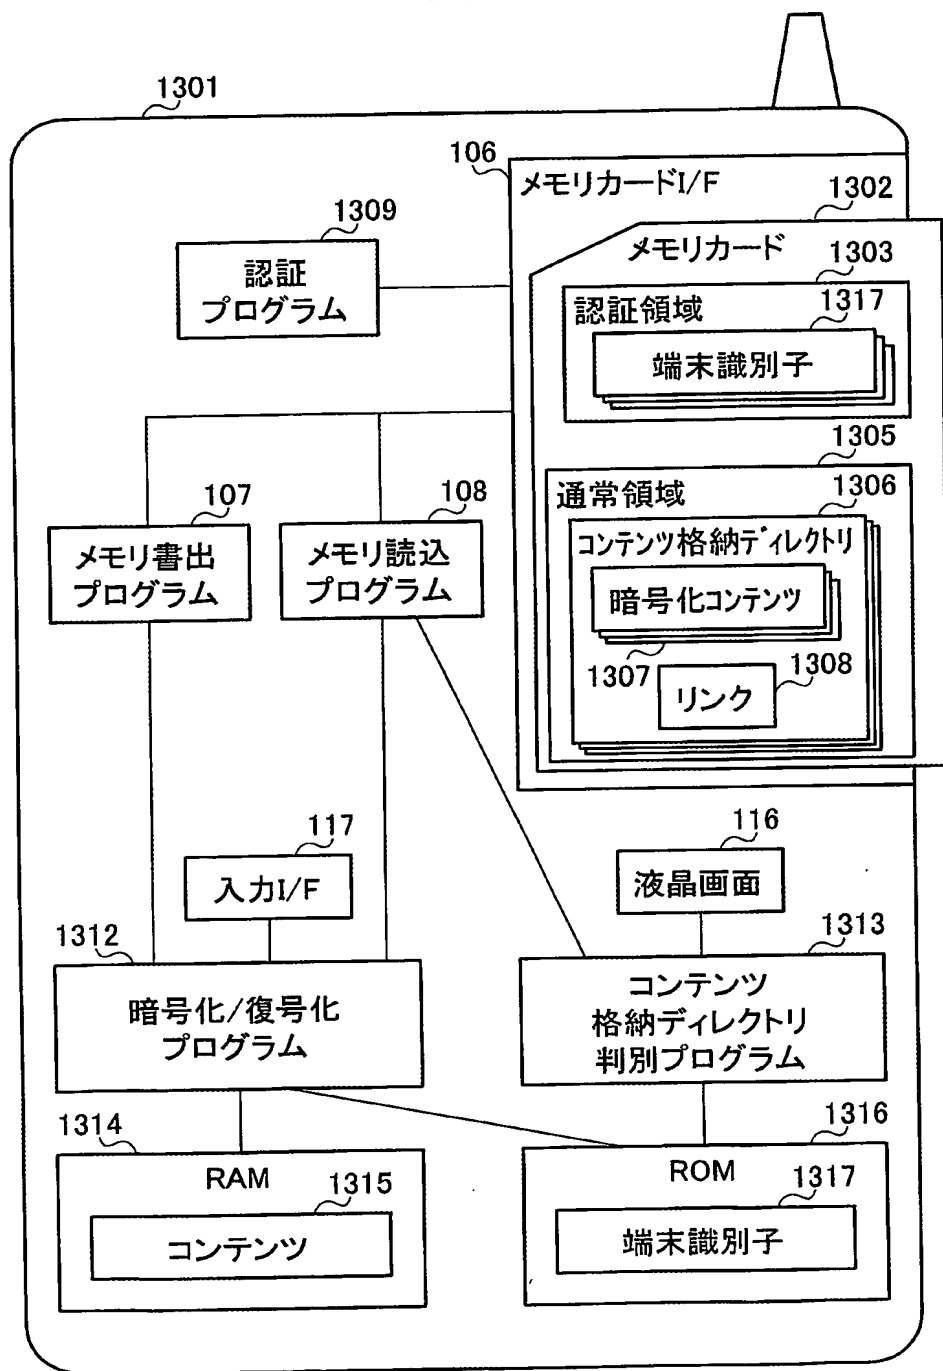 1301
106
メモリカードI/F
1302
メモリカード
1309
認証
プログラム
1303
認証領域
1317
端末識別子
1305
通常領域
1306
コンテンツ格納ディレクトリ
暗号化コンテンツ
1307
1308
リンク
107
メモリ書出
プログラム
108
メモリ読込
プログラム
117
入力I/F
116
液晶画面
1312
暗号化/復号化
プログラム
1313
コンテンツ
格納ディレクトリ
判別プログラム
1314
RAM
1315
コンテンツ
1316
ROM
1317
端末識別子